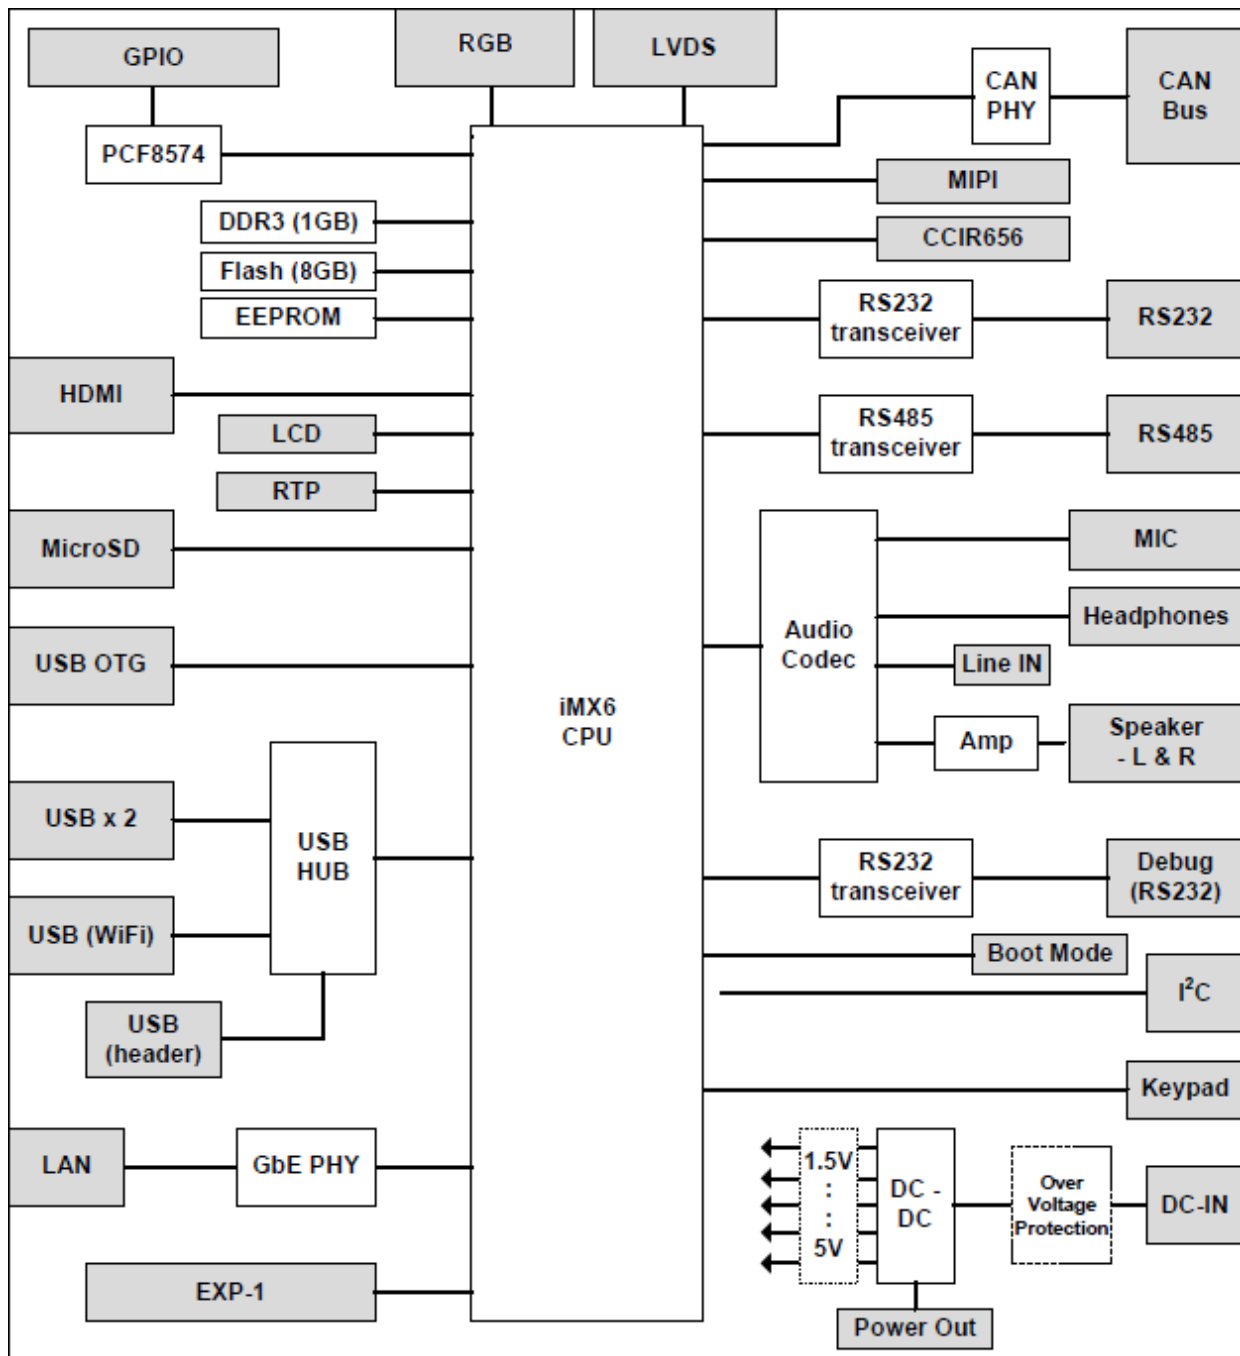 GPIO
RGB
LVDS
CAN
PHY
CAN
Bus
PCF8574
MIPI
DDR3 (1GB)
CCIR656
Flash (8GB)
EEPROM
RS232
transceiver
RS232
HDMI
LCD
RS485
transceiver
RS485
RTP
MicroSD
MIC
Headphones
Audio
Codec
Line IN
USB OTG
iMX6
CPU
Amp
Speaker
- L & R
USB x 2
USB
HUB
RS232
transceiver
Debug
(RS232)
USB (WiFi)
Boot Mode
I²C
USB
(header)
Keypad
LAN
GbE PHY
1.5V
:
:
5V
DC -
DC
Over
Voltage
Protection
DC-IN
EXP-1
Power Out